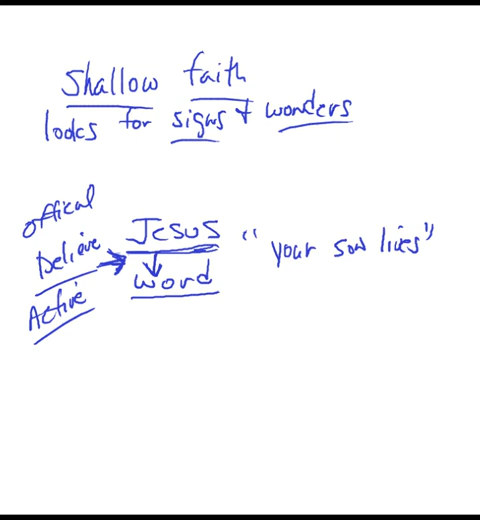 Shallow faith
looks for signs & wonders
offical
believe
Active
Jesus
word
"your son lives"